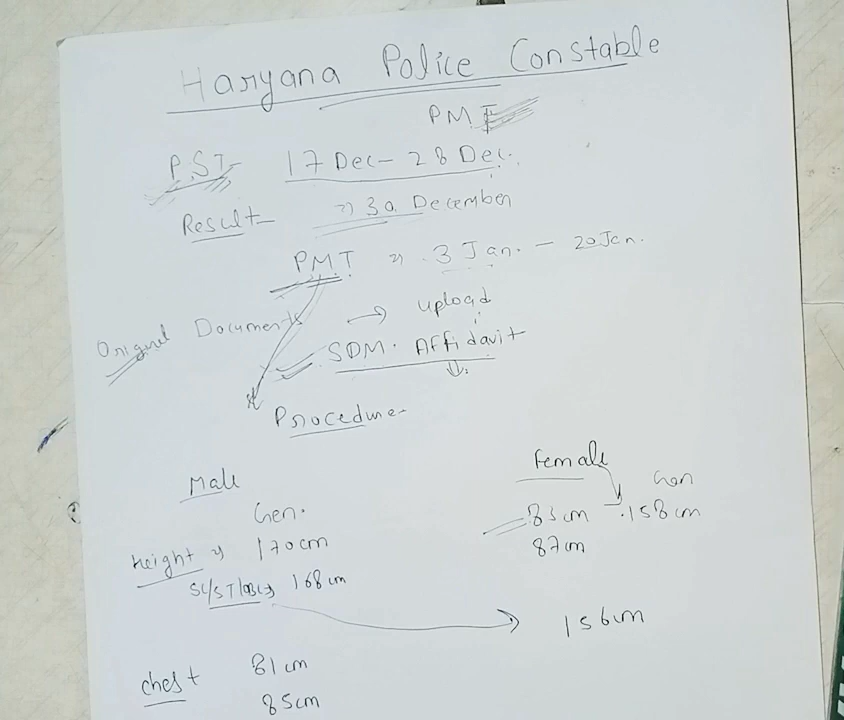 Haryana Police Constable
PMT
P.ST 17 Dec - 28 Dec.
Result 30 December
PMT 3 Jan. - 20 Jan.
Original Documents → upload
SDM. Affidavit
Procedure
Male Female
Gen. Gen
83 cm 158 cm
height 170 cm 87 cm
SC/ST/OBC 168 cm
156 cm
chest 81 cm
85 cm